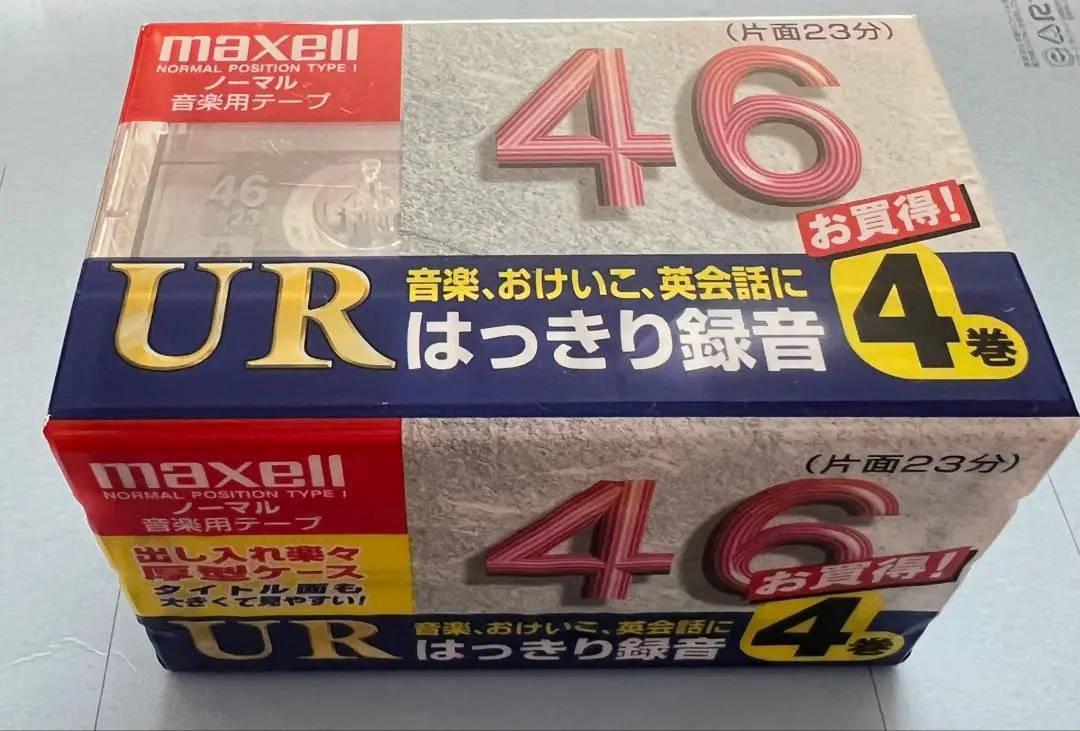 maxell
NORMAL POSITION TYPE I
ノーマル
音楽用テープ
(片面23分)
46
46
お買得!
UR
音楽、おけいこ、英会話に
はっきり録音
4巻
maxell
NORMAL POSITION TYPE I
ノーマル
音楽用テープ
(片面23分)
46
出し入れ楽々
厚型ケース
タイトル面も
大きくて見やすい!
お買得!
UR
音楽、おけいこ、英会話に
はっきり録音
4巻